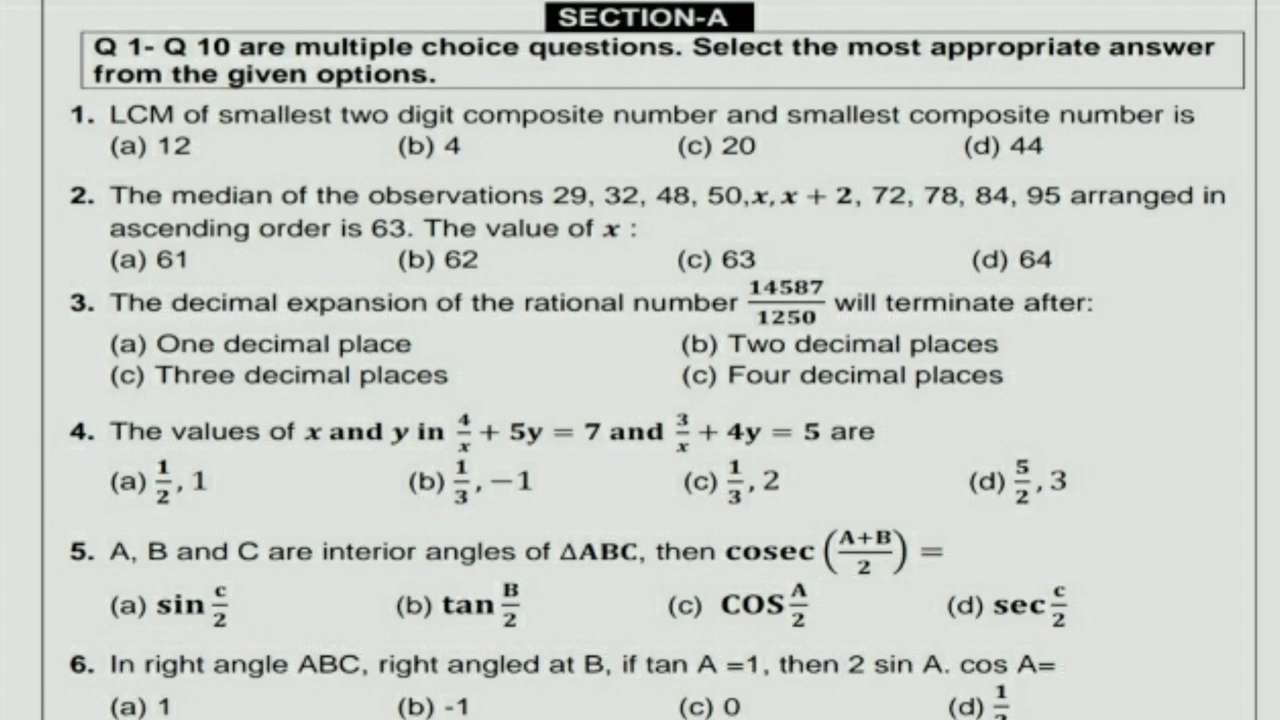 SECTION-A
Q 1- Q 10 are multiple choice questions. Select the most appropriate answer
from the given options.
1. LCM of smallest two digit composite number and smallest composite number is
(a) 12 (b) 4 (c) 20 (d) 44
2. The median of the observations 29, 32, 48, 50,x, x + 2, 72, 78, 84, 95 arranged in
ascending order is 63. The value of x :
(a) 61 (b) 62 (c) 63 (d) 64
3. The decimal expansion of the rational number 14587/1250 will terminate after:
(a) One decimal place (b) Two decimal places
(c) Three decimal places (c) Four decimal places
4. The values of x and y in 4/x + 5y = 7 and 3/x + 4y = 5 are
(a) 1/2, 1 (b) 1/3, −1 (c) 1/3, 2 (d) 5/2, 3
5. A, B and C are interior angles of ΔABC, then cosec (A+B/2) =
(a) sin c/2 (b) tan B/2 (c) COS A/2 (d) sec c/2
6. In right angle ABC, right angled at B, if tan A =1, then 2 sin A. cos A=
(a) 1 (b) -1 (c) 0 (d) 1/